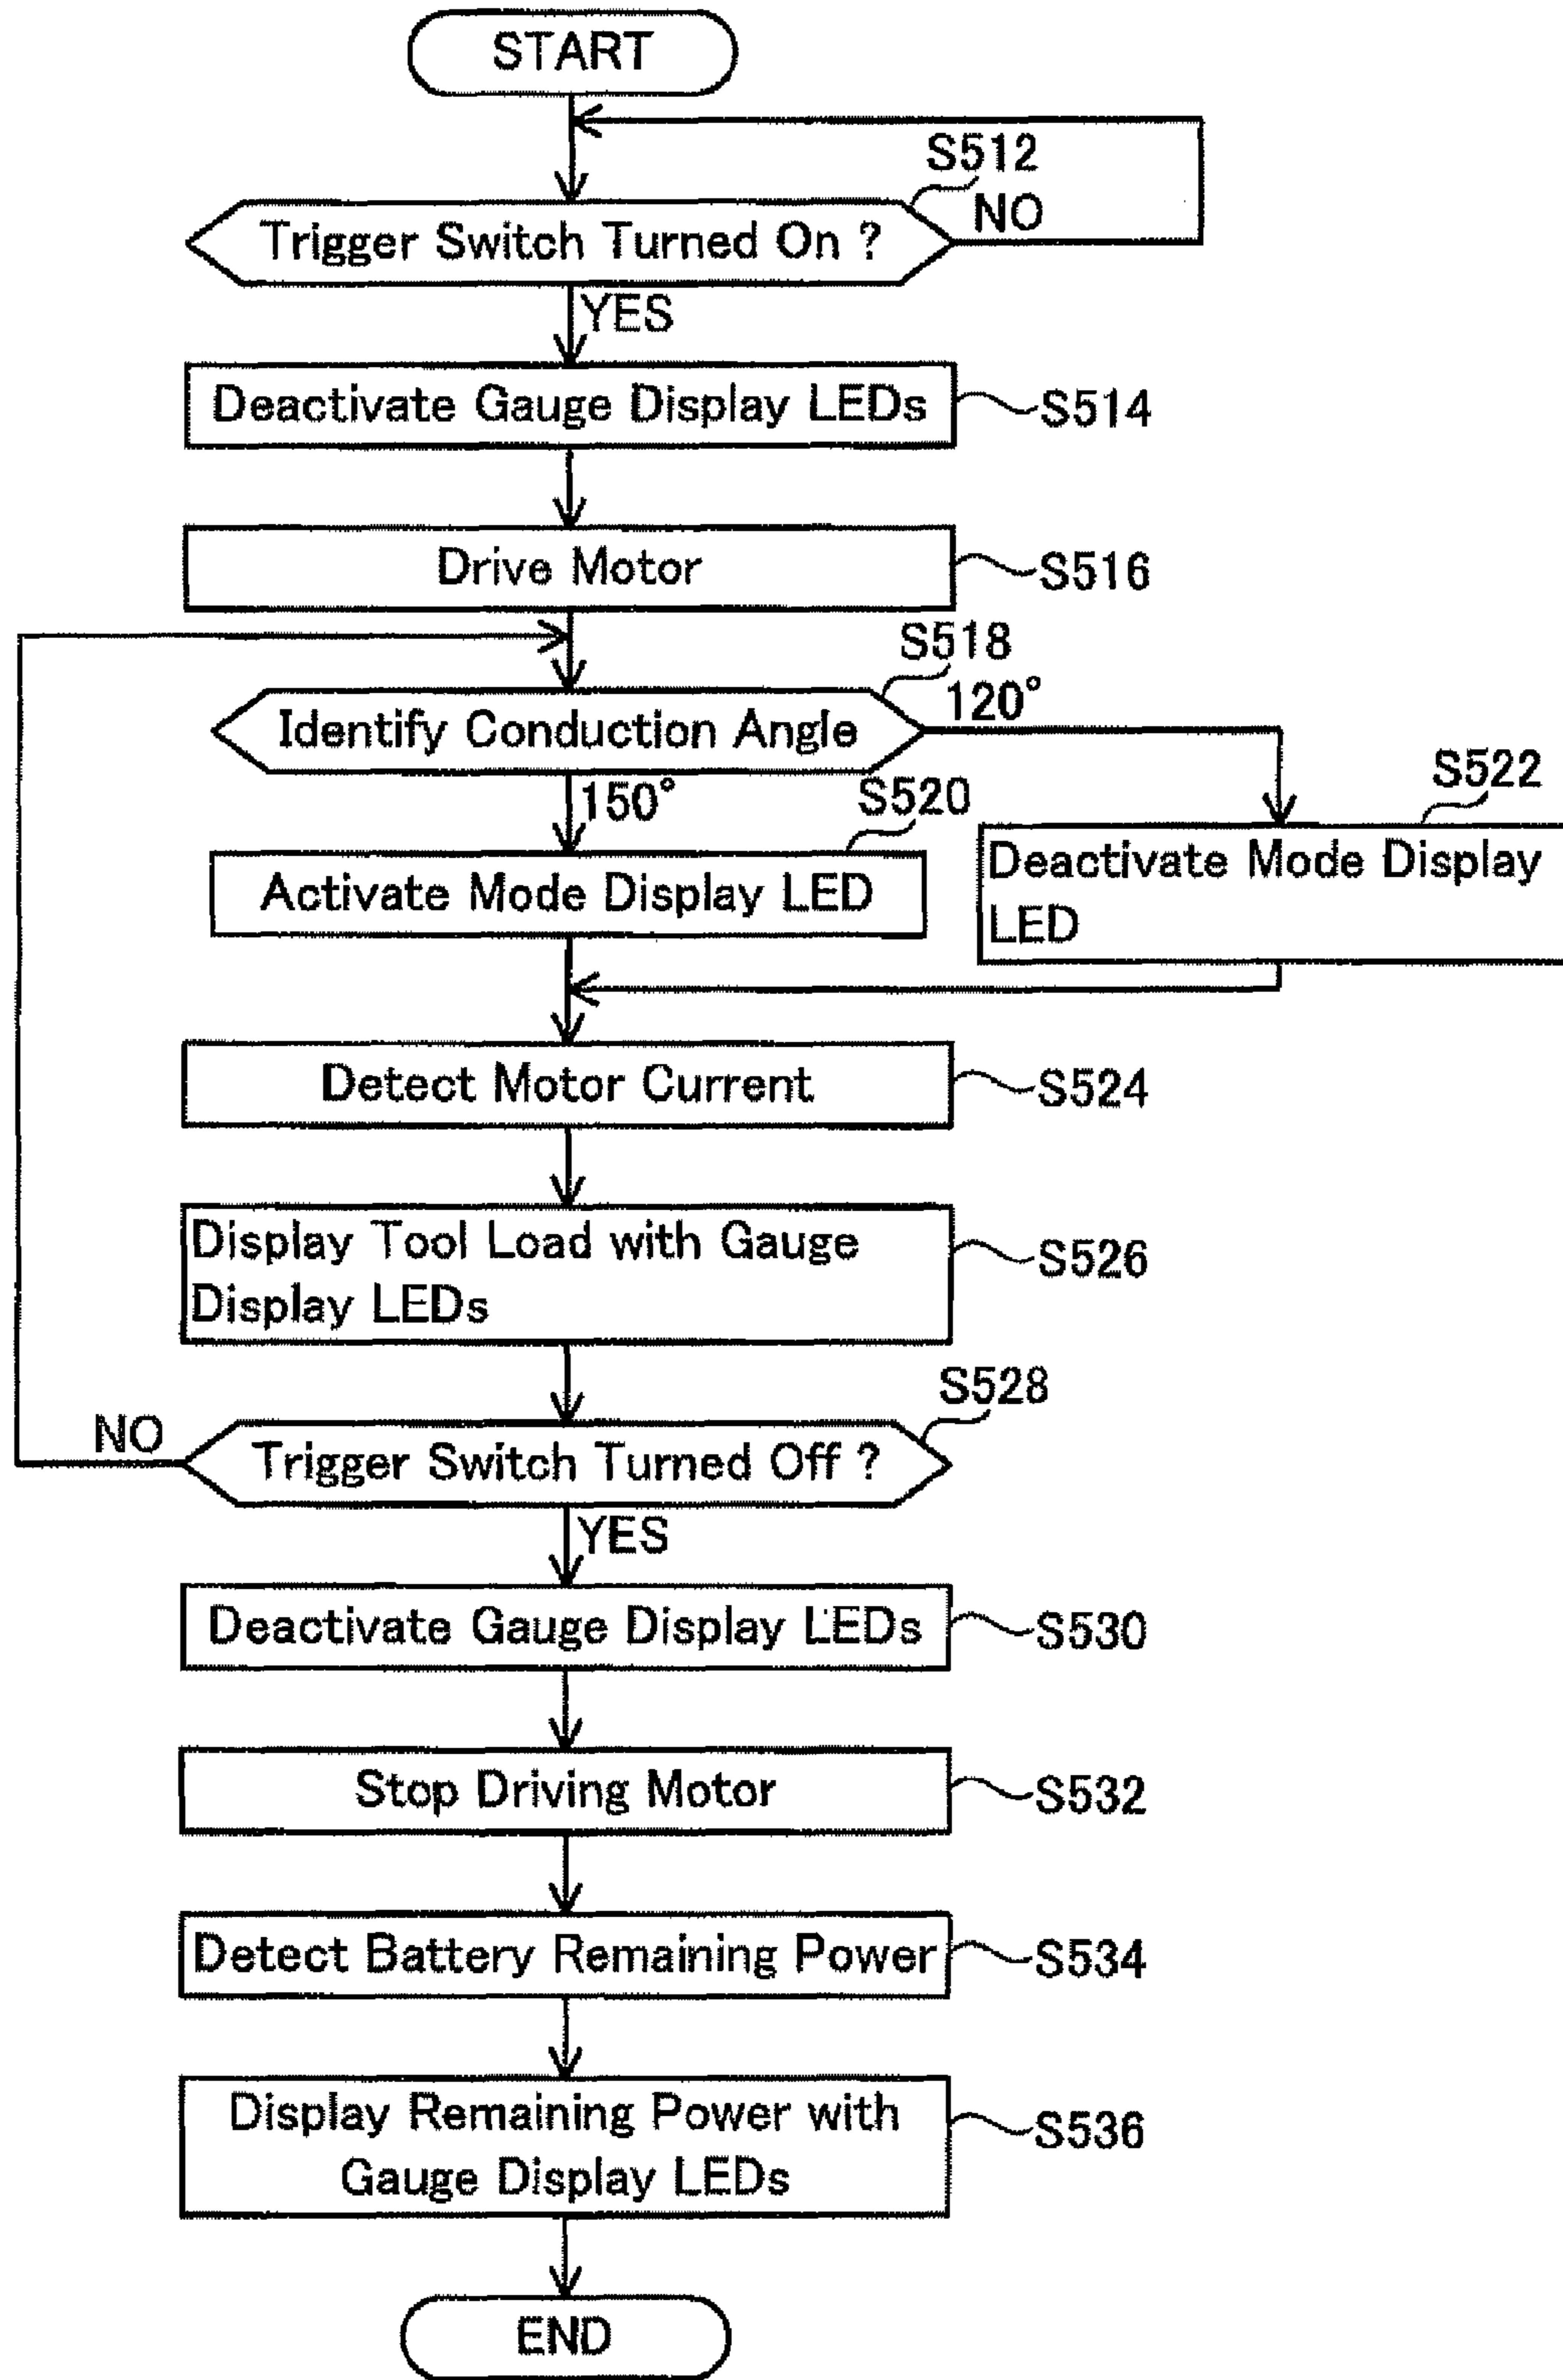 START
S512
Trigger Switch Turned On ?
NO
YES
Deactivate Gauge Display LEDs
S514
Drive Motor
S516
S518
Identify Conduction Angle
120°
150°
S520
S522
Activate Mode Display LED
Deactivate Mode Display
LED
Detect Motor Current
S524
Display Tool Load with Gauge
Display LEDs
S526
S528
NO
Trigger Switch Turned Off ?
YES
Deactivate Gauge Display LEDs
S530
Stop Driving Motor
S532
Detect Battery Remaining Power
S534
Display Remaining Power with
Gauge Display LEDs
S536
END